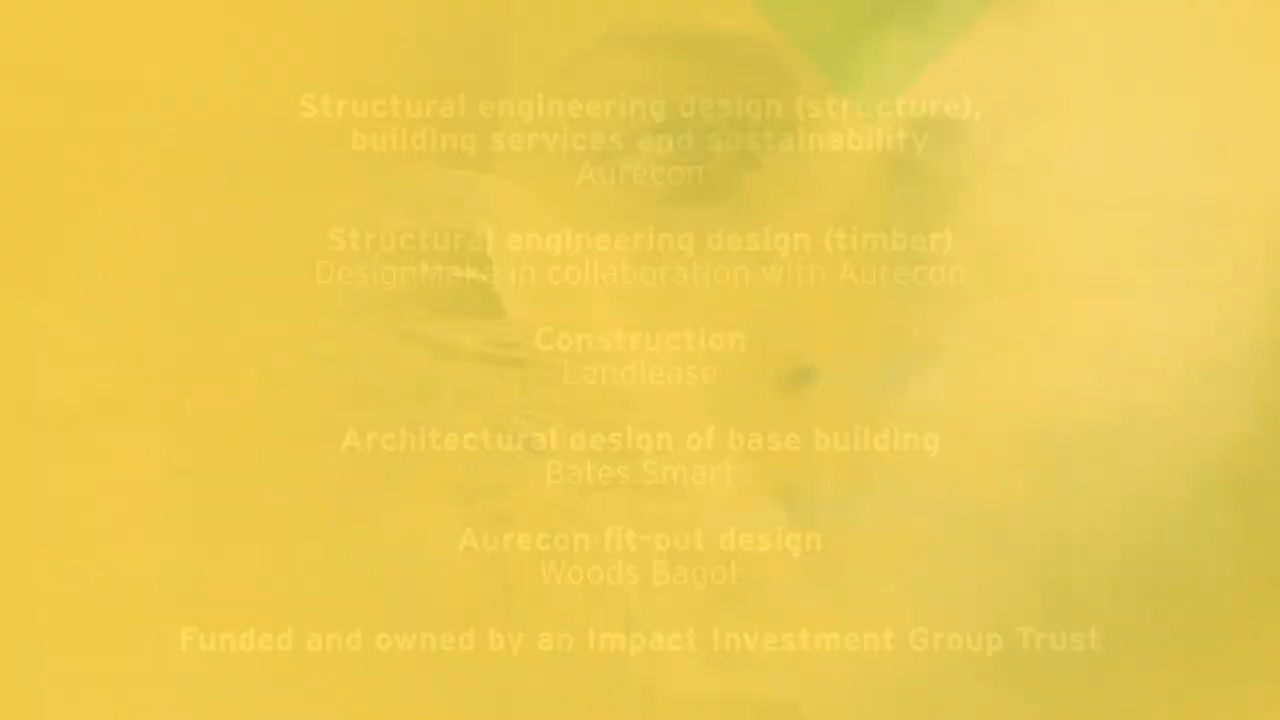 Structural engineering design (structure),
building services and sustainability
Aurecon
Structural engineering design (timber)
DesignMake in collaboration with Aurecon
Construction
Lendlease
Architectural design of base building
Bates Smart
Aurecon fit-out design
Woods Bagot
Funded and owned by an Impact Investment Group Trust